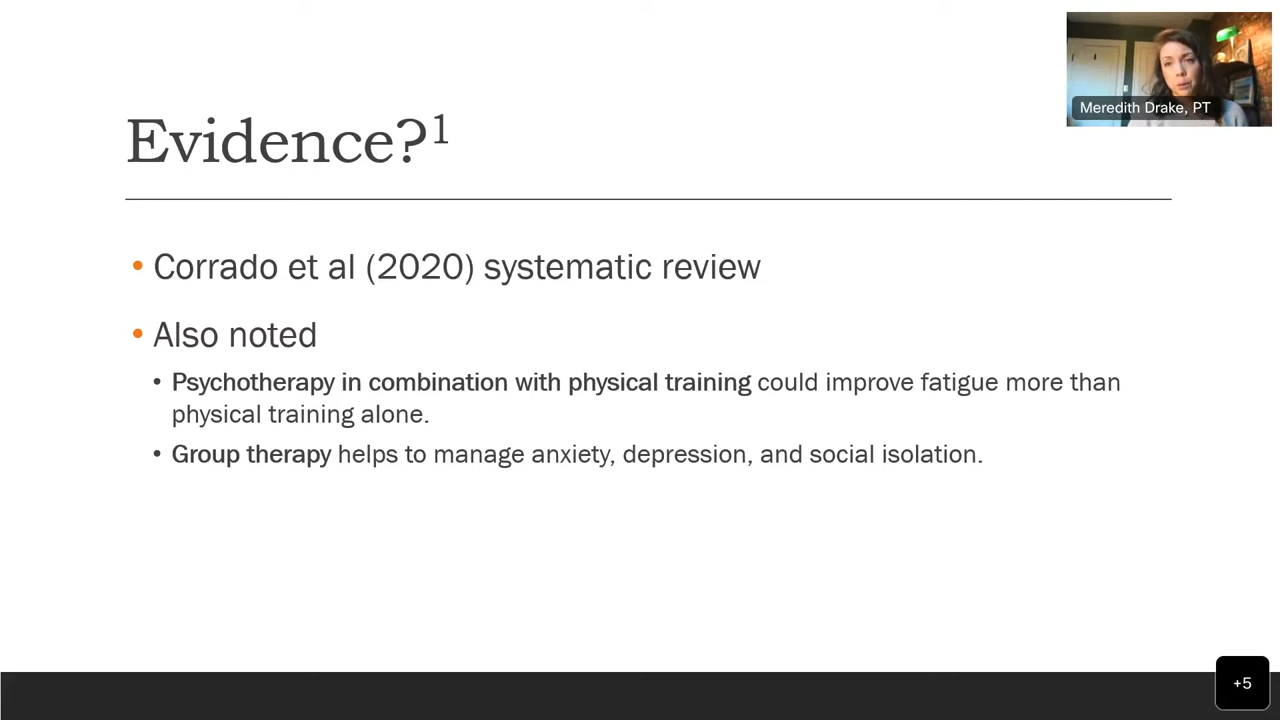 Meredith Drake, PT
Evidence?¹
• Corrado et al (2020) systematic review
• Also noted
• Psychotherapy in combination with physical training could improve fatigue more than
physical training alone.
• Group therapy helps to manage anxiety, depression, and social isolation.
+5